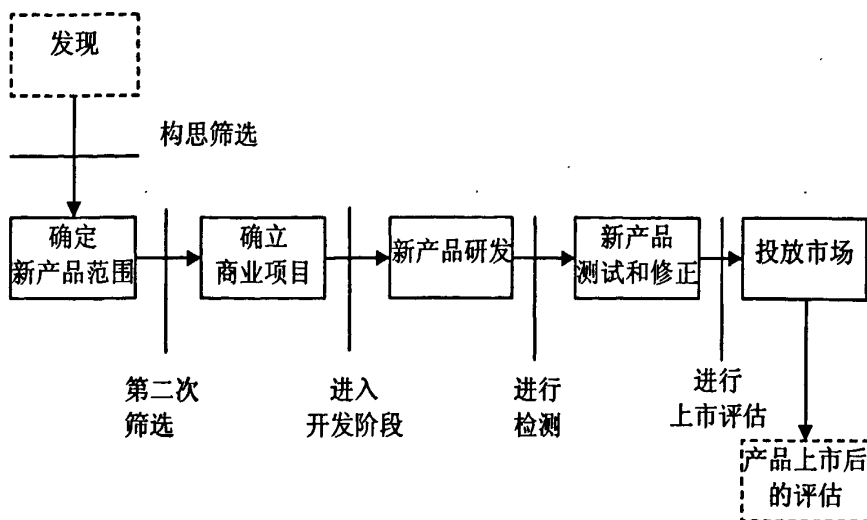 发现
构思筛选
确定
新产品范围
确立
商业项目
新产品研发
新产品
测试和修正
投放市场
第二次
筛选
进入
开发阶段
进行
检测
进行
上市评估
产品上市后
的评估